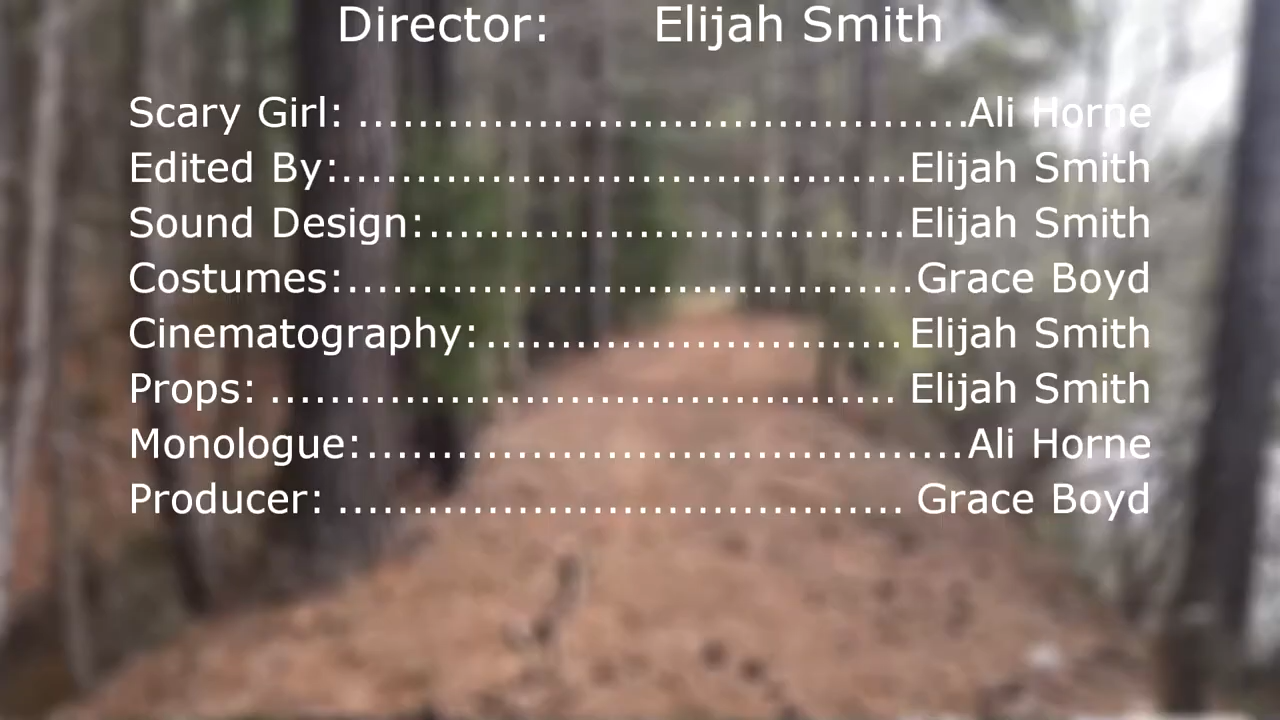 Director: Elijah Smith
Scary Girl: .........................................Ali Horne
Edited By:......................................Elijah Smith
Sound Design:................................Elijah Smith
Costumes:......................................Grace Boyd
Cinematography:............................Elijah Smith
Props: .......................................... Elijah Smith
Monologue:........................................Ali Horne
Producer: ...................................... Grace Boyd